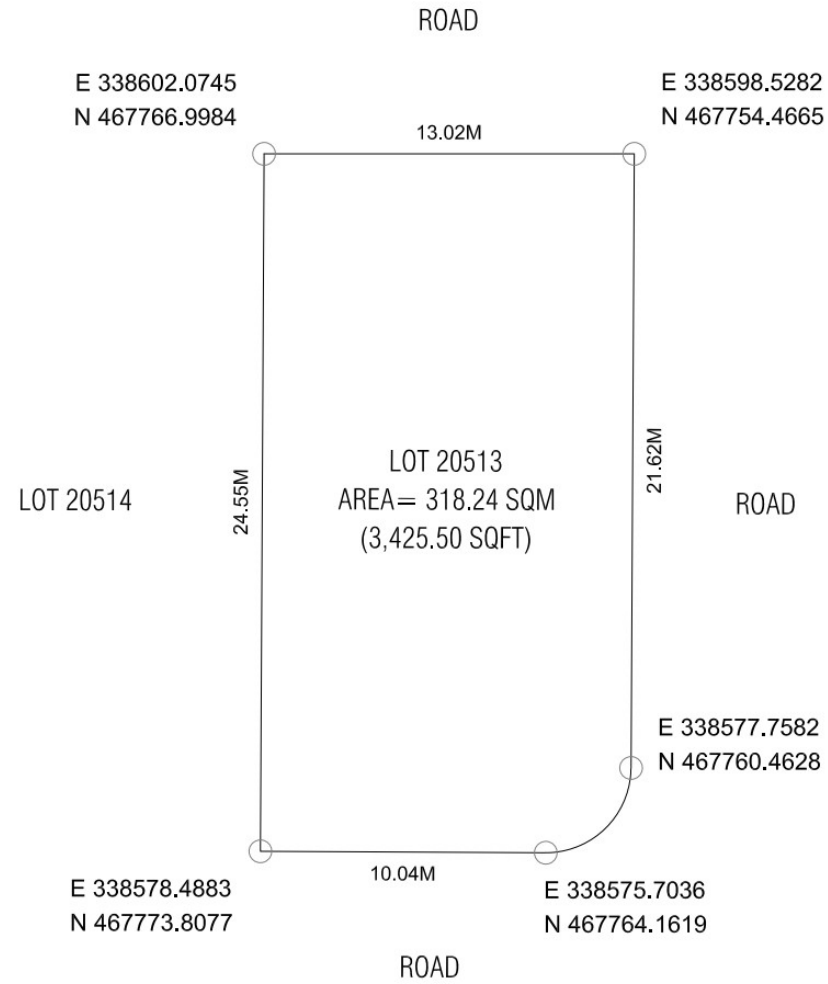 ROAD
E 338602.0745
N 467766.9984
E 338598.5282
N 467754.4665
13.02M
LOT 20514
24.55M
LOT 20513
AREA= 318.24 SQM
(3,425.50 SQFT)
21.62M
ROAD
E 338577.7582
N 467760.4628
10.04M
E 338578.4883
N 467773.8077
E 338575.7036
N 467764.1619
ROAD